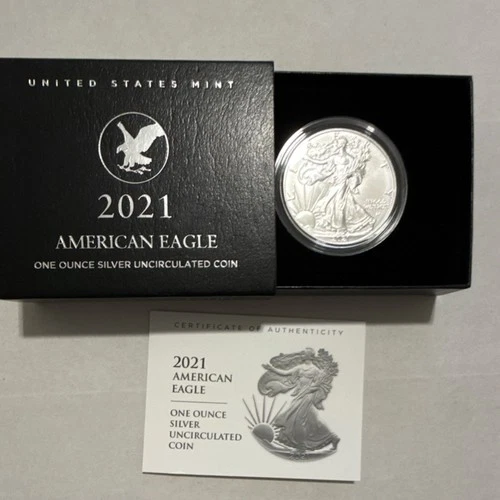 UNITED STATES MINT
2021
AMERICAN EAGLE
ONE OUNCE SILVER UNCIRCULATED COIN
CERTIFICATE OF AUTHENTICITY
2021
AMERICAN
EAGLE
ONE OUNCE
SILVER
UNCIRCULATED
COIN